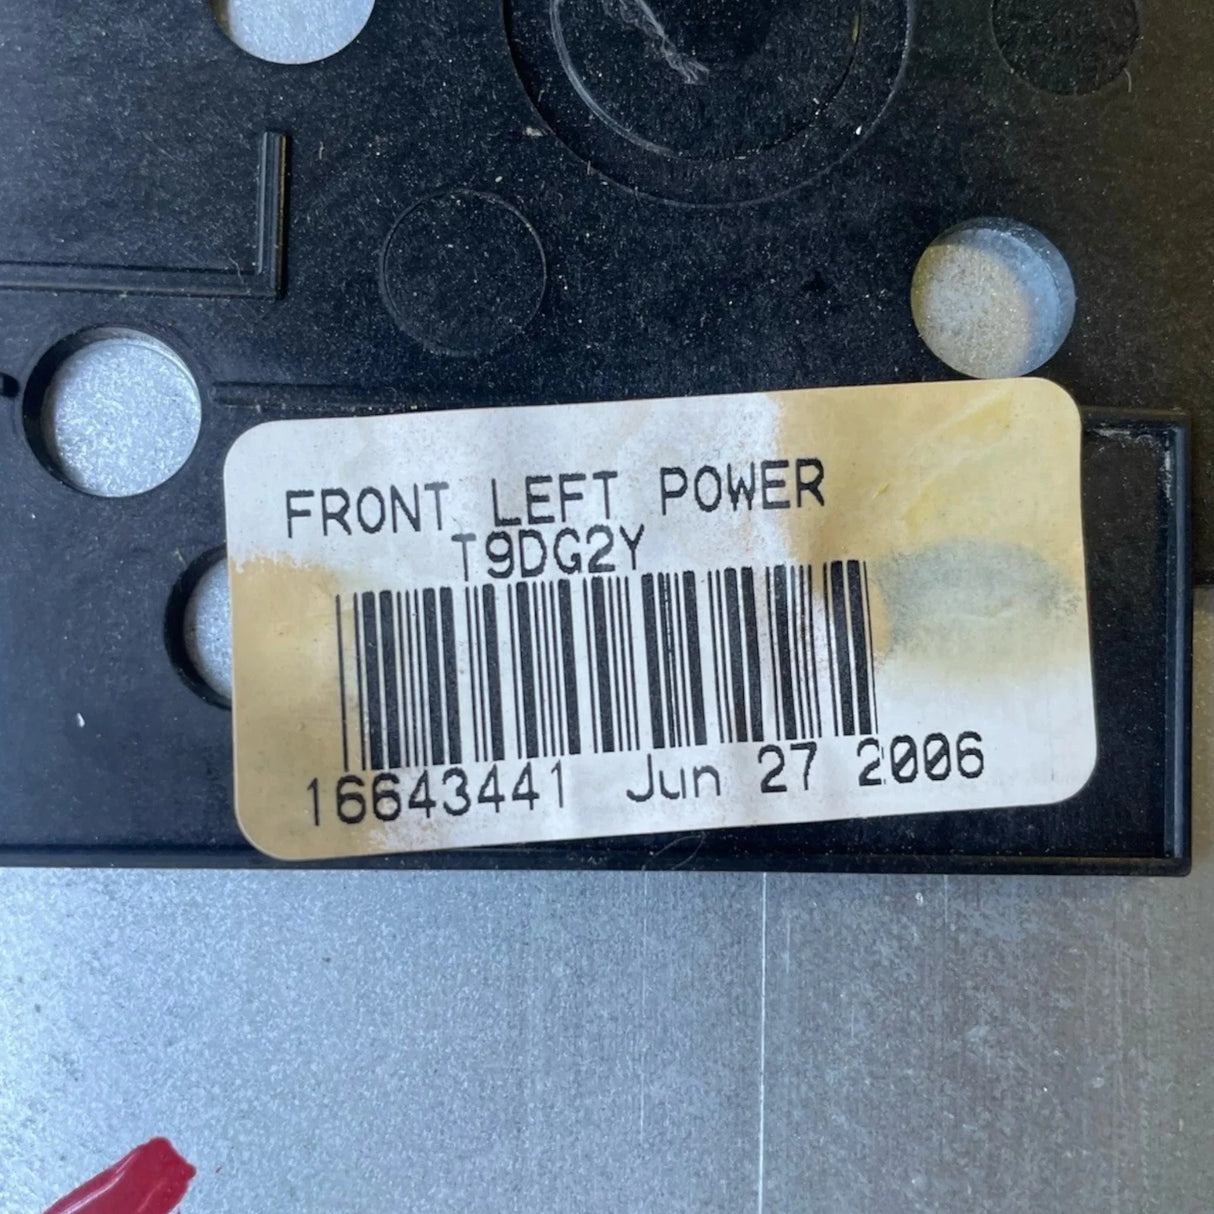 FRONT LEFT POWER
T9DG2Y
16643441 Jun 27 2006